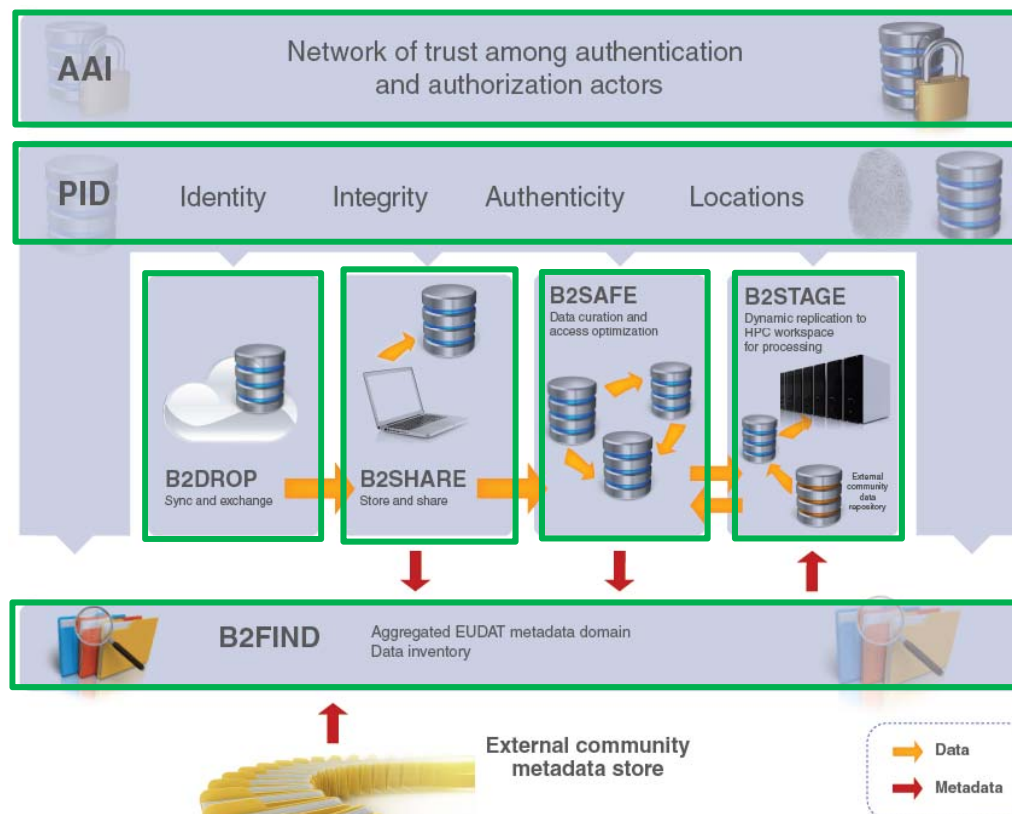 AAI
Network of trust among authentication
and authorization actors
PID
Identity
Integrity
Authenticity
Locations
B2DROP
Sync and exchange
B2SHARE
Store and share
B2SAFE
Data curation and
access optimization
B2STAGE
Dynamic replication to
HPC workspace
for processing
External
community
data
repository
B2FIND
Aggregated EUDAT metadata domain
Data inventory
External community
metadata store
Data
Metadata